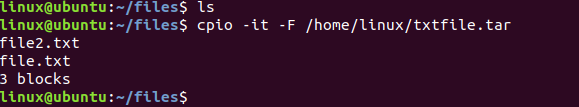 linux@ubuntu:~/files$ ls
linux@ubuntu:~/files$ cpio -it -F /home/linux/txtfile.tar
file2.txt
file.txt
3 blocks
linux@ubuntu:~/files$